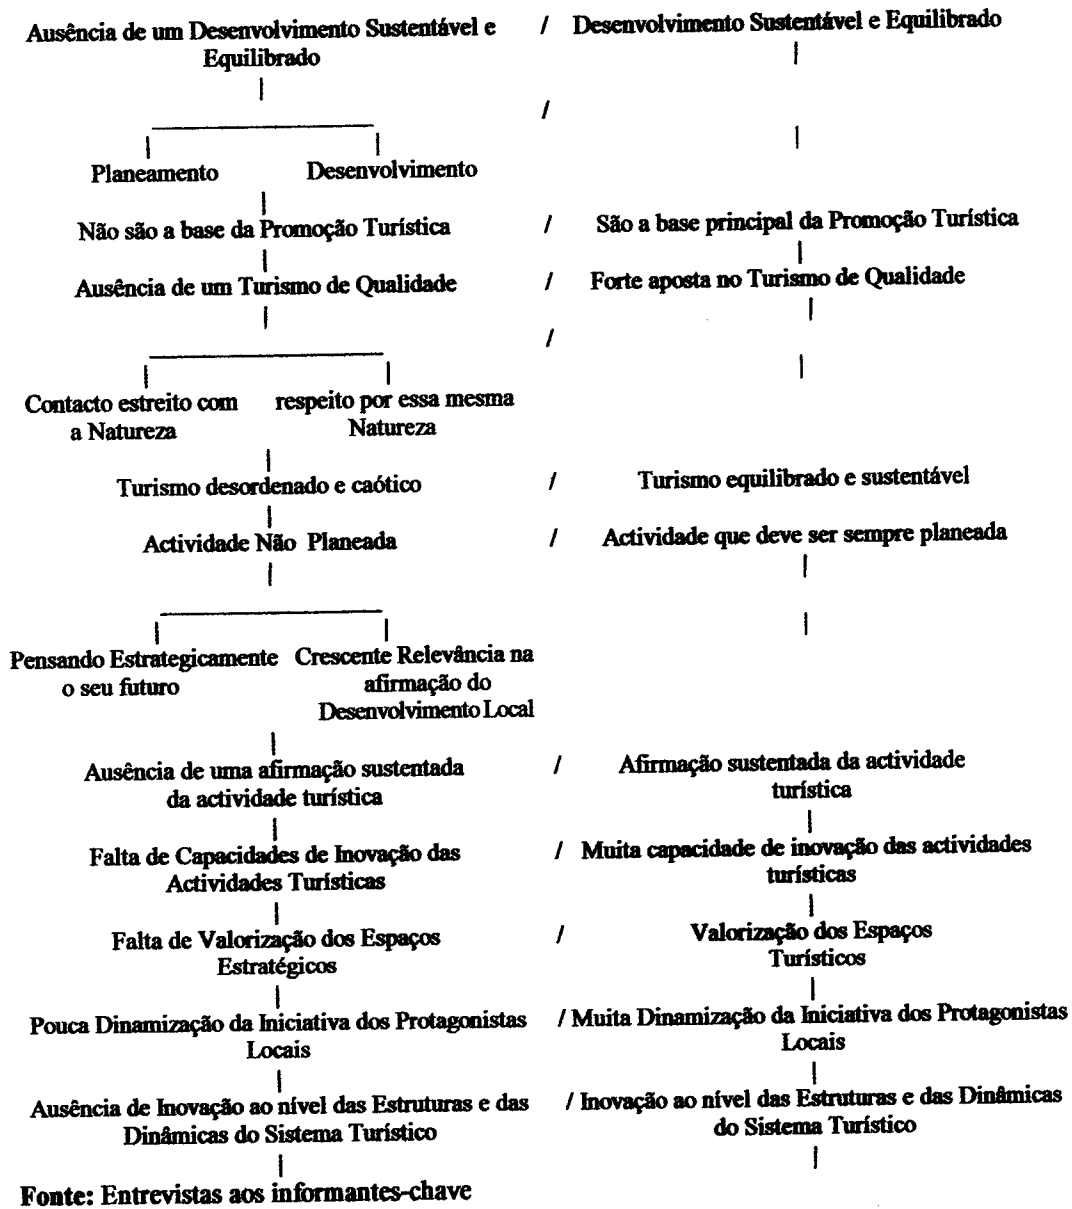 Ausência de um Desenvolvimento Sustentável e / Desenvolvimento Sustentável e Equilibrado
Equilibrado
/
Planeamento Desenvolvimento
Não são a base da Promoção Turística / São a base principal da Promoção Turística
Ausência de um Turismo de Qualidade / Forte aposta no Turismo de Qualidade
/
Contacto estreito com respeito por essa mesma
a Natureza Natureza
Turismo desordenado e caótico / Turismo equilibrado e sustentável
Actividade Não Planeada / Actividade que deve ser sempre planeada
Pensando Estrategicamente Crescente Relevância na
o seu futuro afirmação do
Desenvolvimento Local
Ausência de uma afirmação sustentada / Afirmação sustentada da actividade
da actividade turística turística
Falta de Capacidades de Inovação das / Muita capacidade de inovação das actividades
Actividades Turísticas turísticas
Falta de Valorização dos Espaços / Valorização dos Espaços
Estratégicos Turísticos
Pouca Dinamização da Iniciativa dos Protagonistas / Muita Dinamização da Iniciativa dos Protagonistas
Locais Locais
Ausência de Inovação ao nível das Estruturas e das / Inovação ao nível das Estruturas e das Dinâmicas
Dinâmicas do Sistema Turístico do Sistema Turístico
Fonte: Entrevistas aos informantes-chave